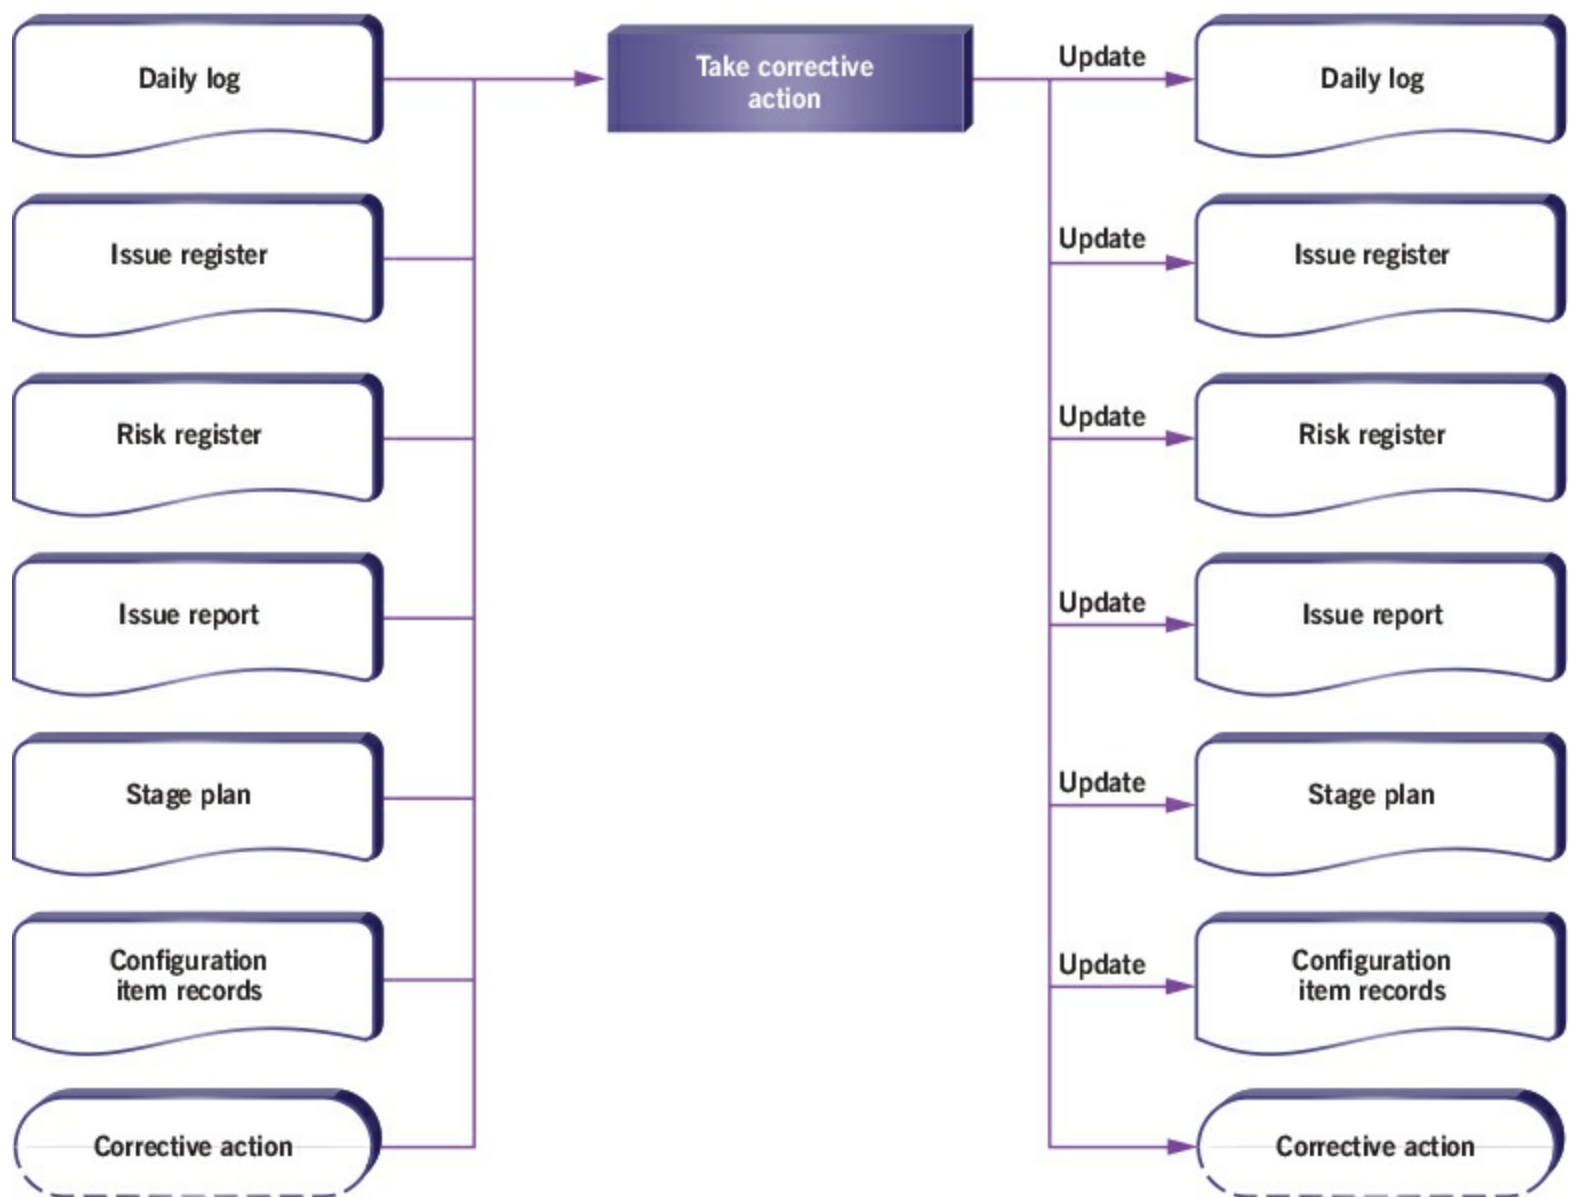 Daily log
Take corrective
action
Update
Daily log
Issue register
Update
Issue register
Risk register
Update
Risk register
Issue report
Update
Issue report
Stage plan
Update
Stage plan
Configuration
item records
Update
Configuration
item records
Corrective action
Corrective action